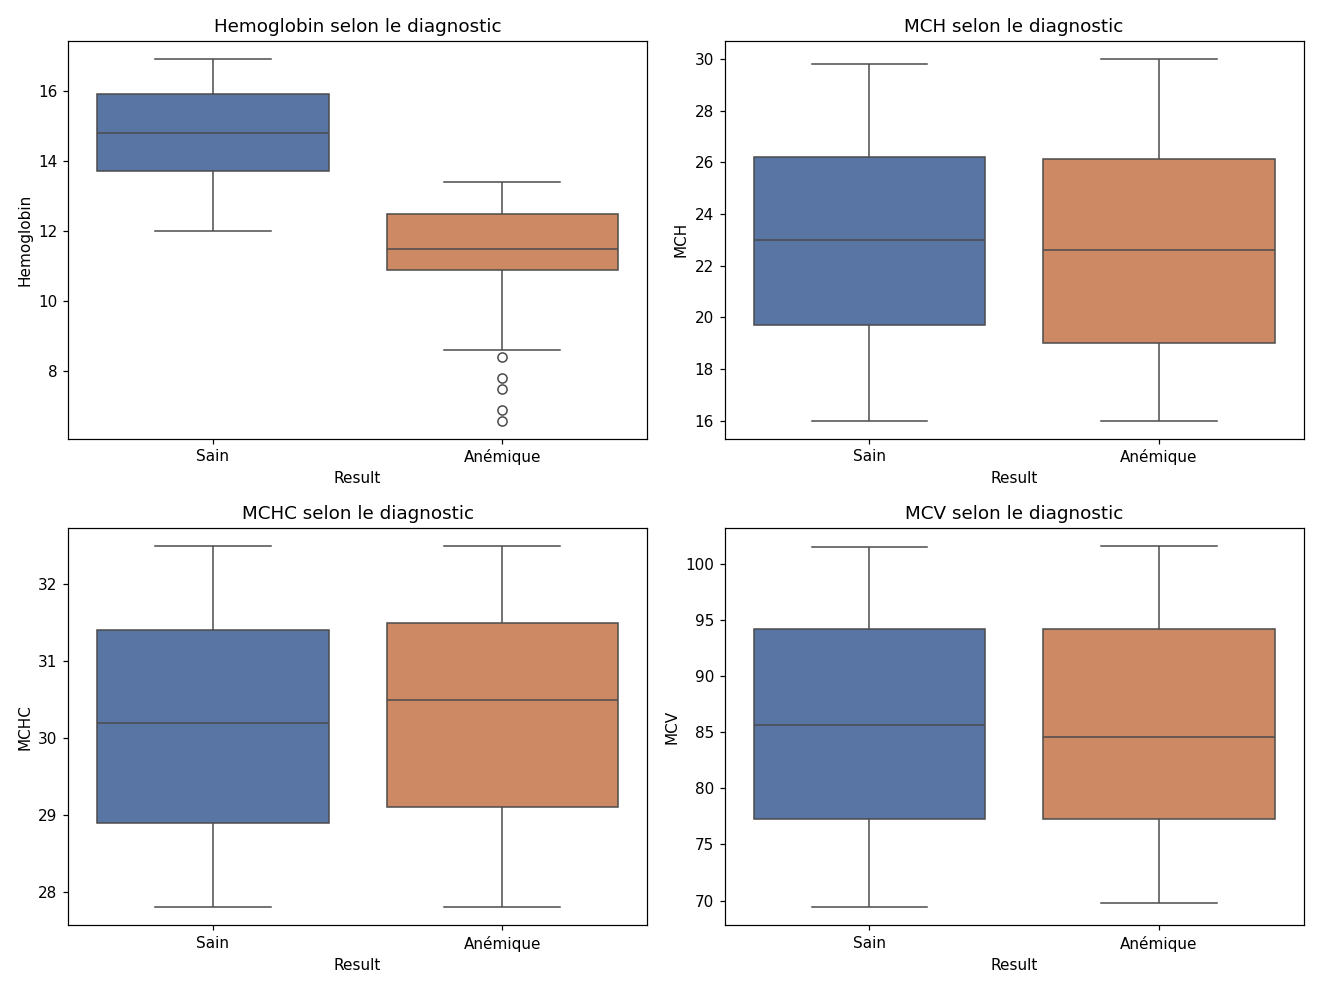 Hemoglobin selon le diagnostic
Hemoglobin
16
14
12
10
8
Sain
Anémique
Result
MCH selon le diagnostic
MCH
30
28
26
24
22
20
18
16
Sain
Anémique
Result
MCHC selon le diagnostic
MCHC
32
31
30
29
28
Sain
Anémique
Result
MCV selon le diagnostic
MCV
100
95
90
85
80
75
70
Sain
Anémique
Result